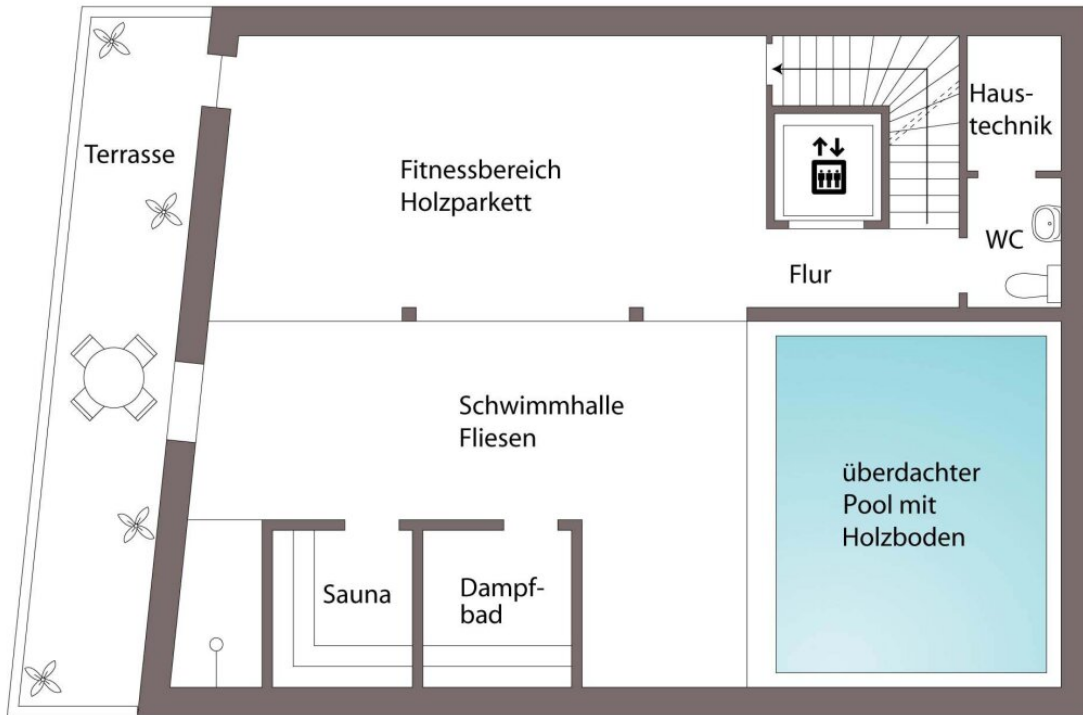 Terrasse
Fitnessbereich
Holzparkett
Haus-
technik
WC
Flur
Schwimmhalle
Fliesen
überdachter
Pool mit
Holzboden
Sauna
Dampf-
bad